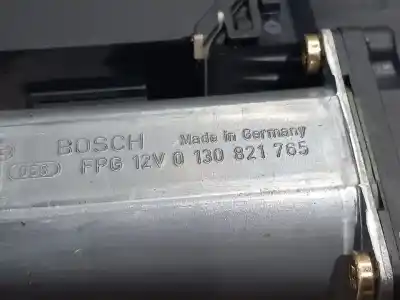 BOSCH Made in Germany
FPG 12V 0 130 821 765